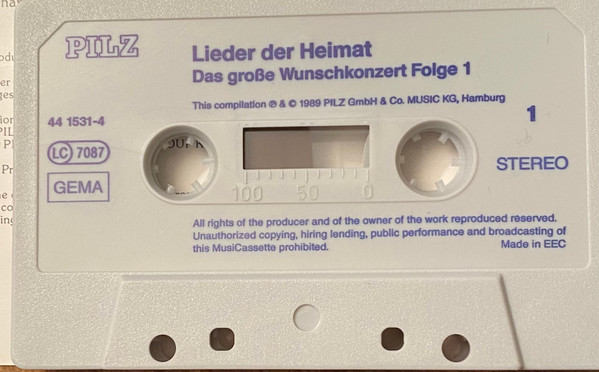 PILZ
Lieder der Heimat
Das große Wunschkonzert Folge 1
This compilation ℗ & © 1989 PILZ GmbH & Co. MUSIC KG, Hamburg
44 1531-4
1
LC 7087
STEREO
GEMA
100 50 0
All rights of the producer and of the owner of the work reproduced reserved.
Unauthorized copying, hiring lending, public performance and broadcasting of
this MusiCassette prohibited. Made in EEC